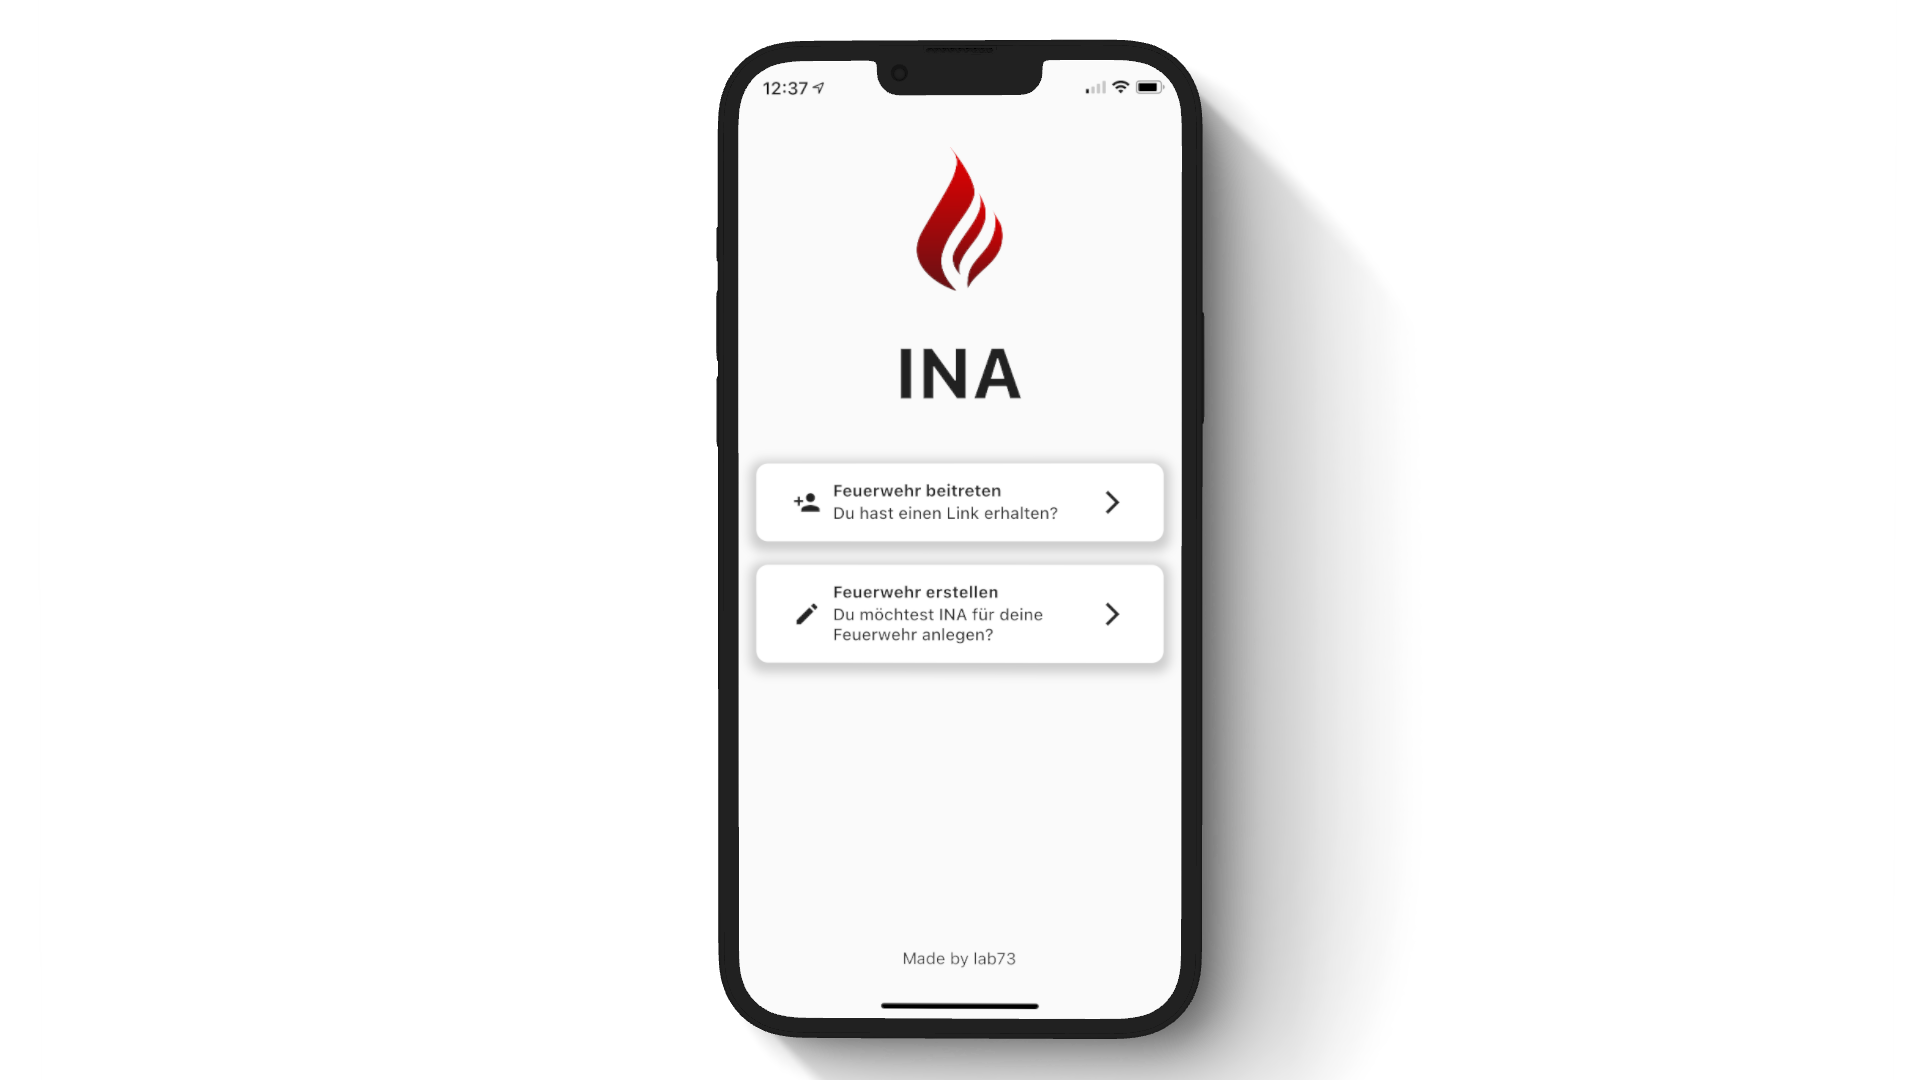 12:37
INA
Feuerwehr beitreten
Du hast einen Link erhalten?
Feuerwehr erstellen
Du möchtest INA für deine
Feuerwehr anlegen?
Made by lab73